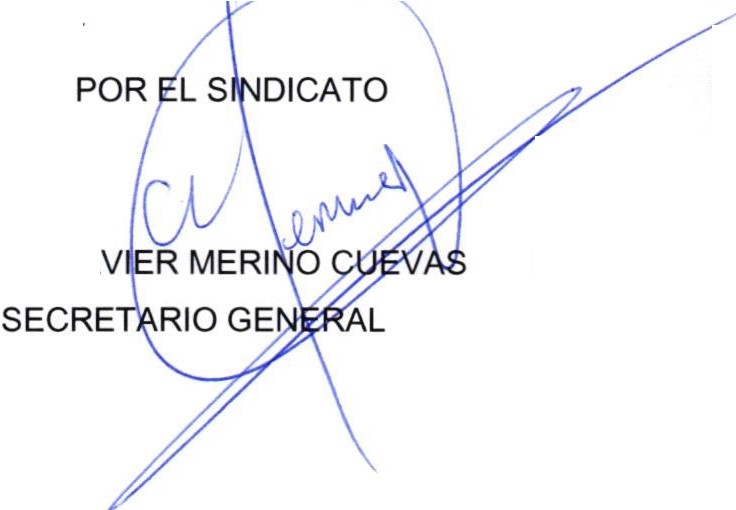 POR EL SINDICATO
VIER MERINO CUEVAS
SECRETARIO GENERAL